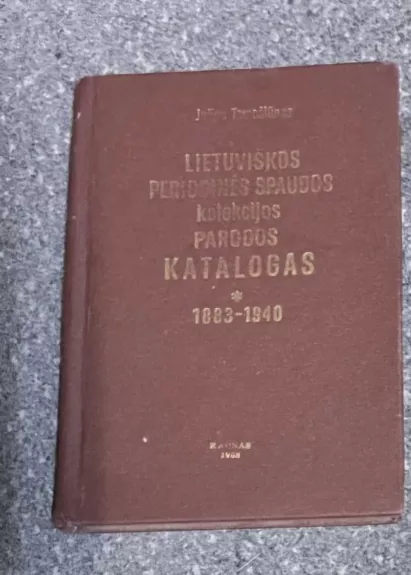 LIETUVIŠKOS
PERIODINĖS SPAUDOS
kolekcijos
PARODOS
KATALOGAS
*
1883-1940
KAUNAS